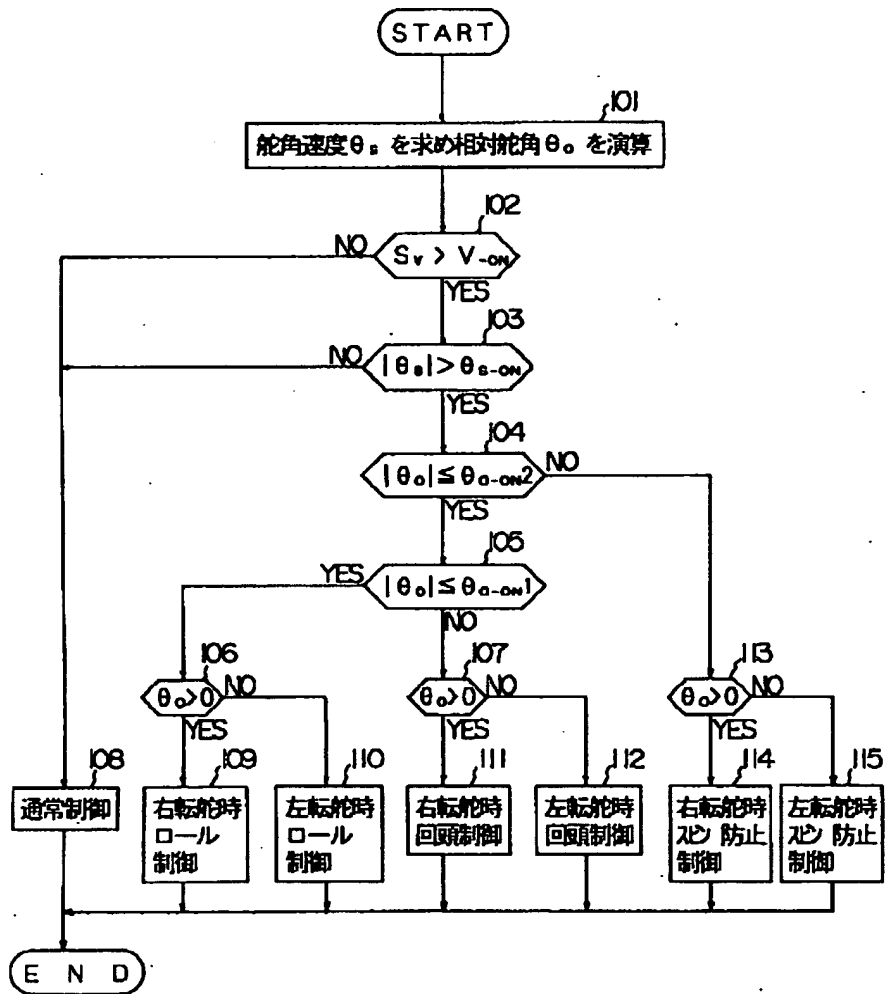 START
101
舵角速度θs を求め相対舵角θo を演算
102
NO
Sv > V-ON
YES
103
NO
|θs|>θS-ON
YES
104
NO
|θo|≦θO-ON2
YES
105
YES
|θo|≦θO-ON1
NO
106
107
113
θo>0
NO
θo>0
NO
θo>0
NO
YES
YES
YES
108
109
110
111
112
114
115
通常制御
右転舵時
ロール
制御
左転舵時
ロール
制御
右転舵時
回頭制御
左転舵時
回頭制御
右転舵時
スピン防止
制御
左転舵時
スピン防止
制御
END